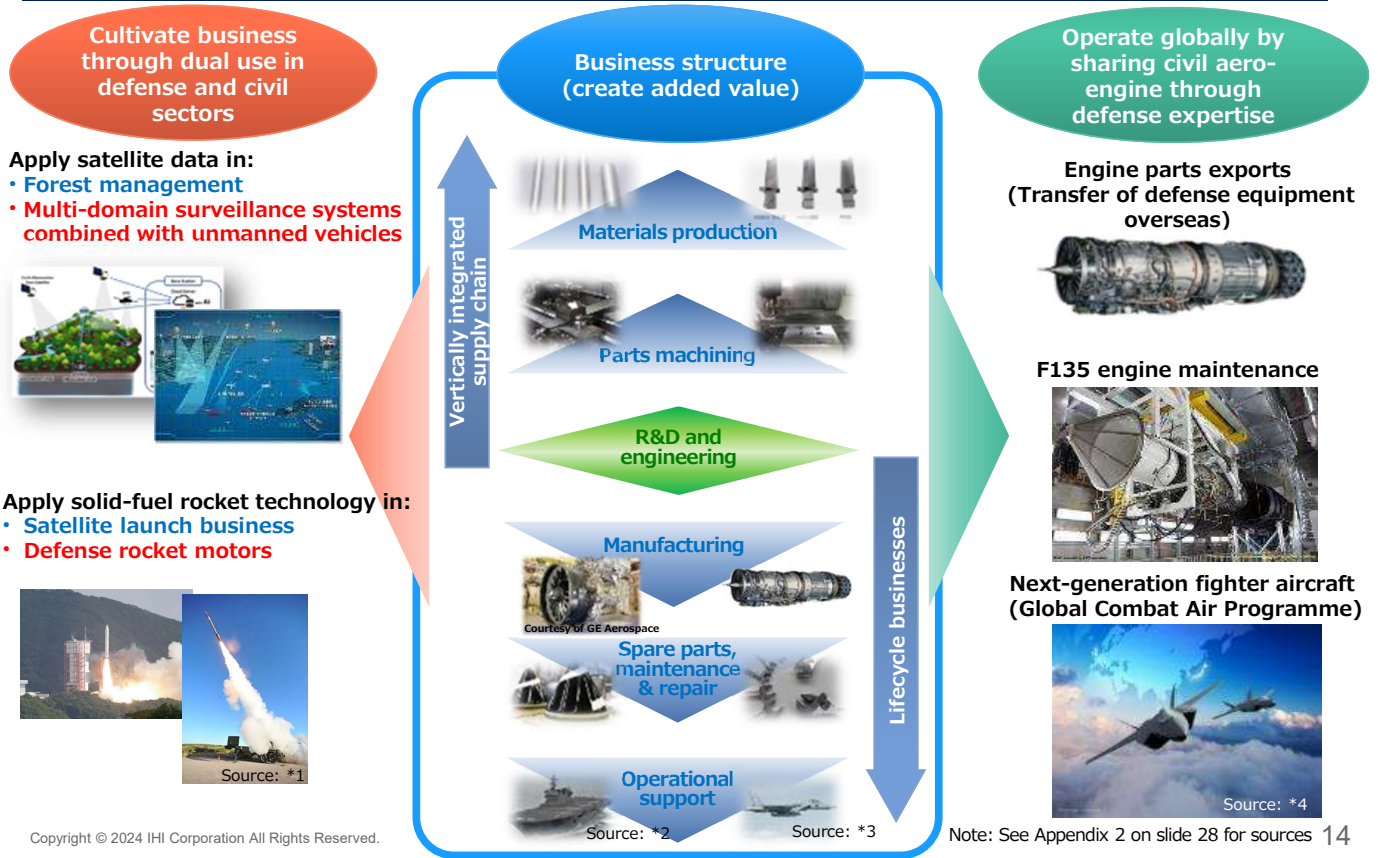 Cultivate business
through dual use in
defense and civil
sectors
Apply satellite data in:
• Forest management
• Multi-domain surveillance systems
combined with unmanned vehicles
Apply solid-fuel rocket technology in:
• Satellite launch business
• Defense rocket motors
Source: *1
Business structure
(create added value)
Vertically integrated
supply chain
Materials production
Parts machining
R&D and
engineering
Manufacturing
Courtesy of GE Aerospace
Spare parts,
maintenance
& repair
Operational
support
Source: *2
Source: *3
Lifecycle businesses
Operate globally by
sharing civil aero-
engine through
defense expertise
Engine parts exports
(Transfer of defense equipment
overseas)
F135 engine maintenance
Next-generation fighter aircraft
(Global Combat Air Programme)
Source: *4
Copyright © 2024 IHI Corporation All Rights Reserved.
Note: See Appendix 2 on slide 28 for sources
14